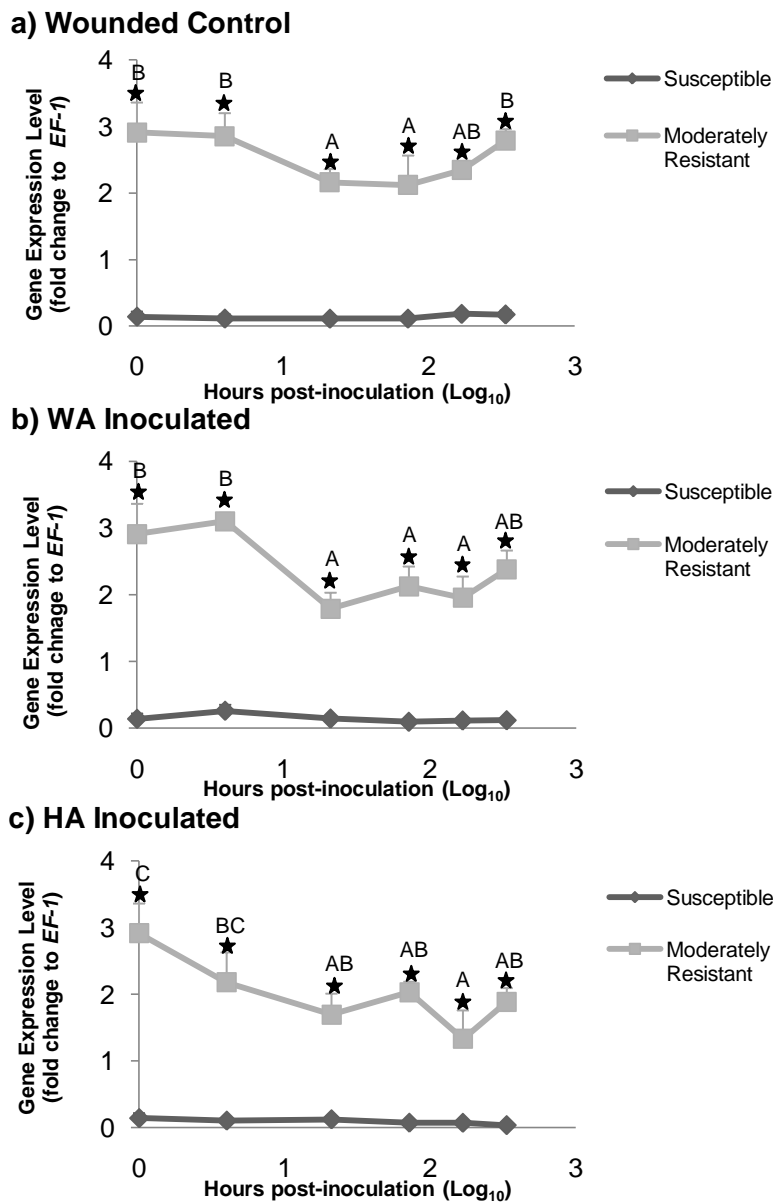 a) Wounded Control
4
3
2
1
0
Gene Expression Level
(fold change to EF-1)
B
B
A
A
AB
B
Susceptible
Moderately
Resistant
0
1
2
3
Hours post-inoculation (Log10)
b) WA Inoculated
4
3
2
1
0
Gene Expression Level
(fold chnage to EF-1)
B
B
A
A
A
AB
Susceptible
Moderately
Resistant
0
1
2
3
Hours post-inoculation (Log10)
c) HA Inoculated
4
3
2
1
0
Gene Expression Level
(fold change to EF-1)
C
BC
AB
AB
A
AB
Susceptible
Moderately
Resistant
0
1
2
3
Hours post-inoculation (Log10)